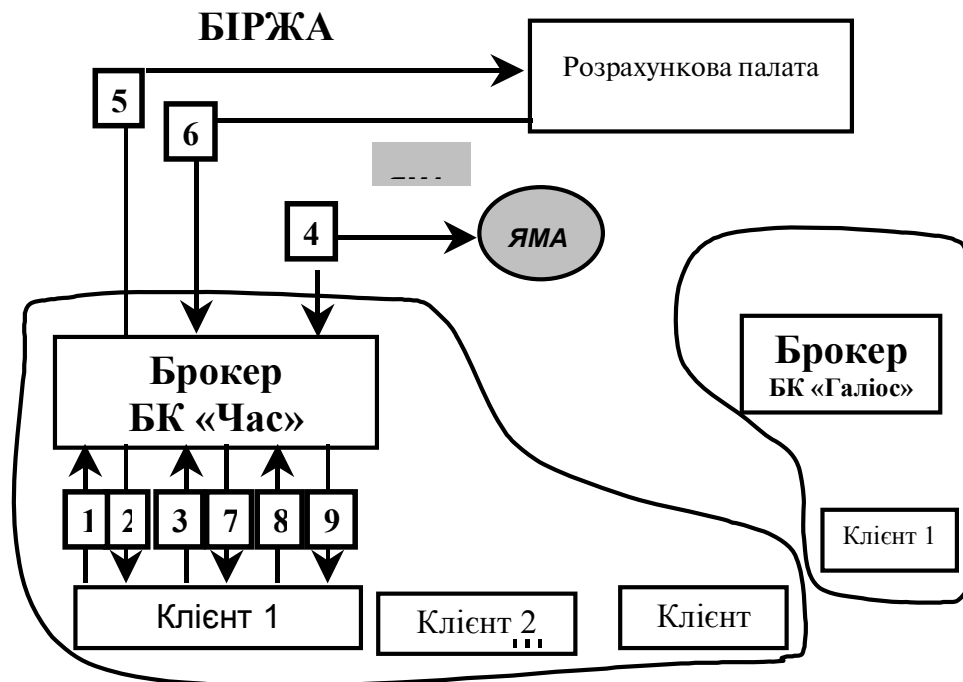 БІРЖА
Розрахункова палата
5
6
4
ЯМА
Брокер
БК «Час»
Брокер
БК «Галіос»
1 2 3 7 8 9
Клієнт 1
Клієнт 1
Клієнт 2
Клієнт